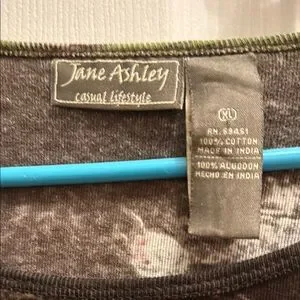 Jane Ashley
casual lifestyle
XL
RN. 69451
100% COTTON
MADE IN INDIA
100% ALGODON
HECHO EN INDIA